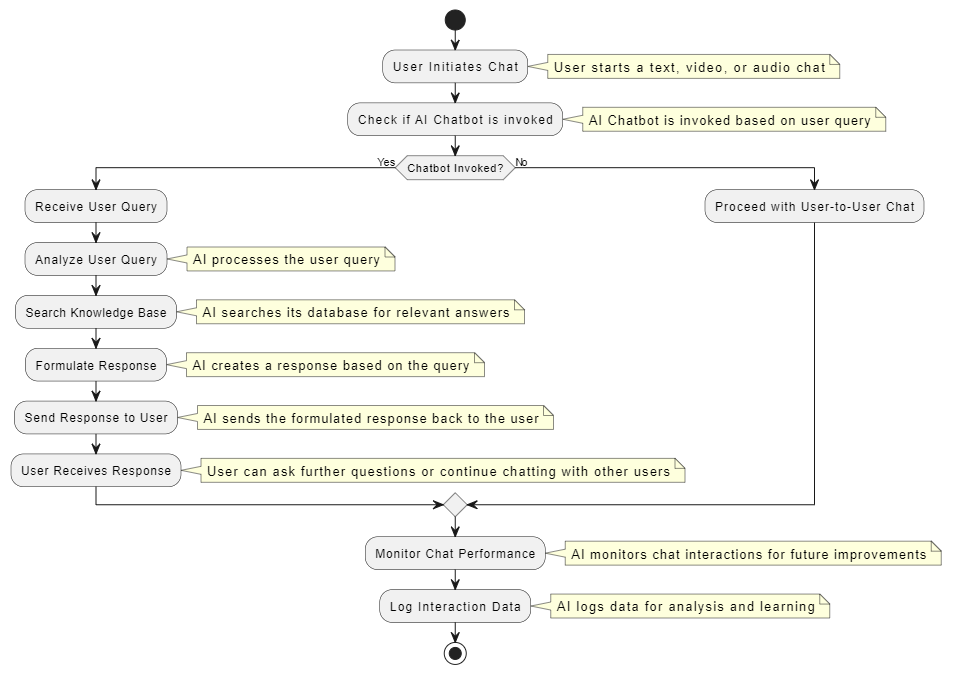 User Initiates Chat
User starts a text, video, or audio chat
Check if AI Chatbot is invoked
AI Chatbot is invoked based on user query
Yes
Chatbot Invoked?
No
Receive User Query
Proceed with User-to-User Chat
Analyze User Query
AI processes the user query
Search Knowledge Base
AI searches its database for relevant answers
Formulate Response
AI creates a response based on the query
Send Response to User
AI sends the formulated response back to the user
User Receives Response
User can ask further questions or continue chatting with other users
Monitor Chat Performance
AI monitors chat interactions for future improvements
Log Interaction Data
AI logs data for analysis and learning